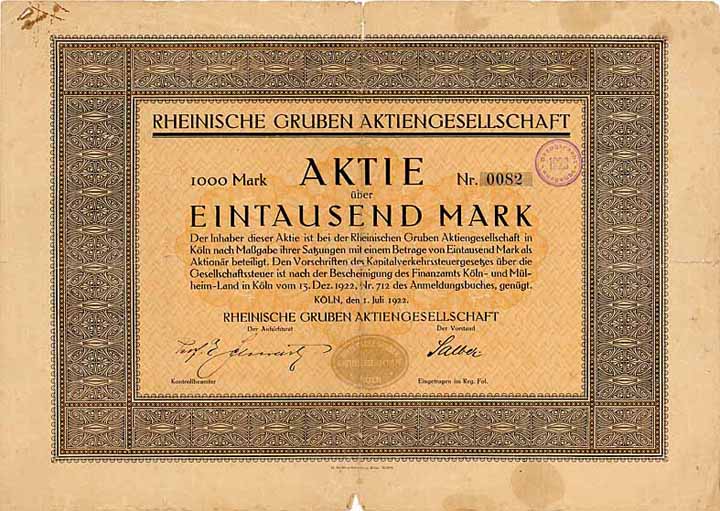 RHEINISCHE GRUBEN AKTIENGESELLSCHAFT
1000 Mark AKTIE Nr. 0082
über
EINTAUSEND MARK
Der Inhaber dieser Aktie ist bei der Rheinischen Gruben Aktiengesellschaft in
Köln nach Maßgabe ihrer Satzungen mit einem Betrage von Eintausend Mark als
Aktionär beteiligt. Den Vorschriften des Kapitalverkehrssteuergesetzes über die
Gesellschaftssteuer ist nach der Bescheinigung des Finanzamts Köln- und Mül-
heim-Land in Köln vom 15. Dez. 1922, Nr. 712 des Anmeldungsbuches, genügt.
KÖLN, den 1. Juli 1922.
RHEINISCHE GRUBEN AKTIENGESELLSCHAFT
Der Aufsichtsrat Der Vorstand
Salber
Kontrollbeamter Eingetragen im Reg. Fol.